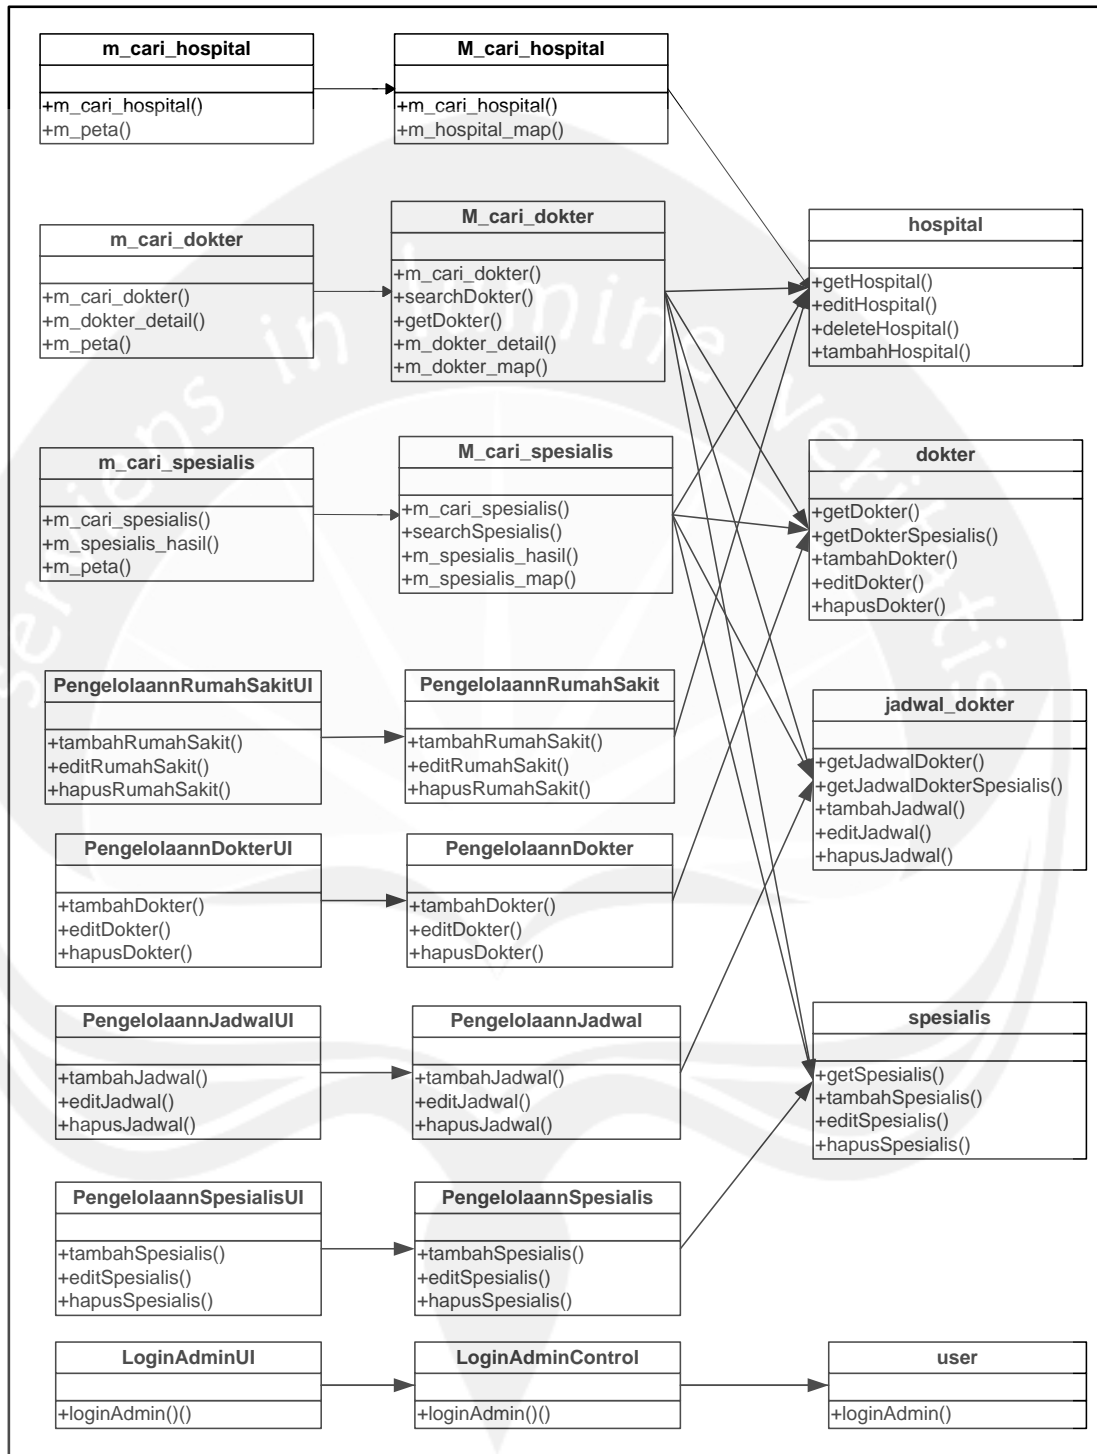 m_cari_hospital
+m_cari_hospital()
+m_peta()
M_cari_hospital
+m_cari_hospital()
+m_hospital_map()
m_cari_dokter
+m_cari_dokter()
+m_dokter_detail()
+m_peta()
M_cari_dokter
+m_cari_dokter()
+searchDokter()
+getDokter()
+m_dokter_detail()
+m_dokter_map()
hospital
+getHospital()
+editHospital()
+deleteHospital()
+tambahHospital()
m_cari_spesialis
+m_cari_spesialis()
+m_spesialis_hasil()
+m_peta()
M_cari_spesialis
+m_cari_spesialis()
+searchSpesialis()
+m_spesialis_hasil()
+m_spesialis_map()
dokter
+getDokter()
+getDokterSpesialis()
+tambahDokter()
+editDokter()
+hapusDokter()
PengelolaannRumahSakitUI
+tambahRumahSakit()
+editRumahSakit()
+hapusRumahSakit()
PengelolaannRumahSakit
+tambahRumahSakit()
+editRumahSakit()
+hapusRumahSakit()
jadwal_dokter
+getJadwalDokter()
+getJadwalDokterSpesialis()
+tambahJadwal()
+editJadwal()
+hapusJadwal()
PengelolaannDokterUI
+tambahDokter()
+editDokter()
+hapusDokter()
PengelolaannDokter
+tambahDokter()
+editDokter()
+hapusDokter()
PengelolaannJadwalUI
+tambahJadwal()
+editJadwal()
+hapusJadwal()
PengelolaannJadwal
+tambahJadwal()
+editJadwal()
+hapusJadwal()
spesialis
+getSpesialis()
+tambahSpesialis()
+editSpesialis()
+hapusSpesialis()
PengelolaannSpesialisUI
+tambahSpesialis()
+editSpesialis()
+hapusSpesialis()
PengelolaannSpesialis
+tambahSpesialis()
+editSpesialis()
+hapusSpesialis()
LoginAdminUI
+loginAdmin()()
LoginAdminControl
+loginAdmin()()
user
+loginAdmin()
serviens in lumine veritatis